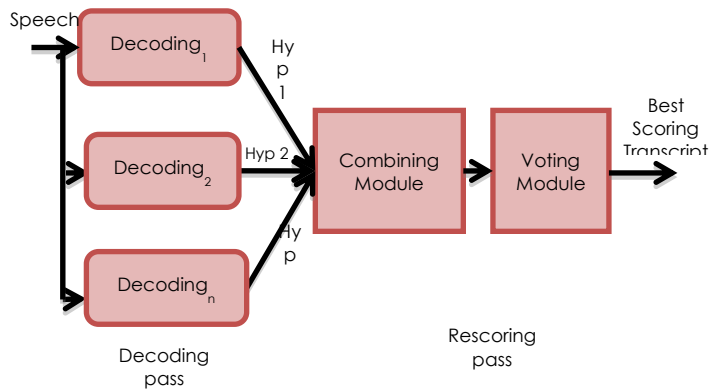 Speech
Decoding1
Hy
p
1
Decoding2
Hyp 2
Decodingn
Hy
p
Combining
Module
Voting
Module
Best
Scoring
Transcript
Decoding
pass
Rescoring
pass